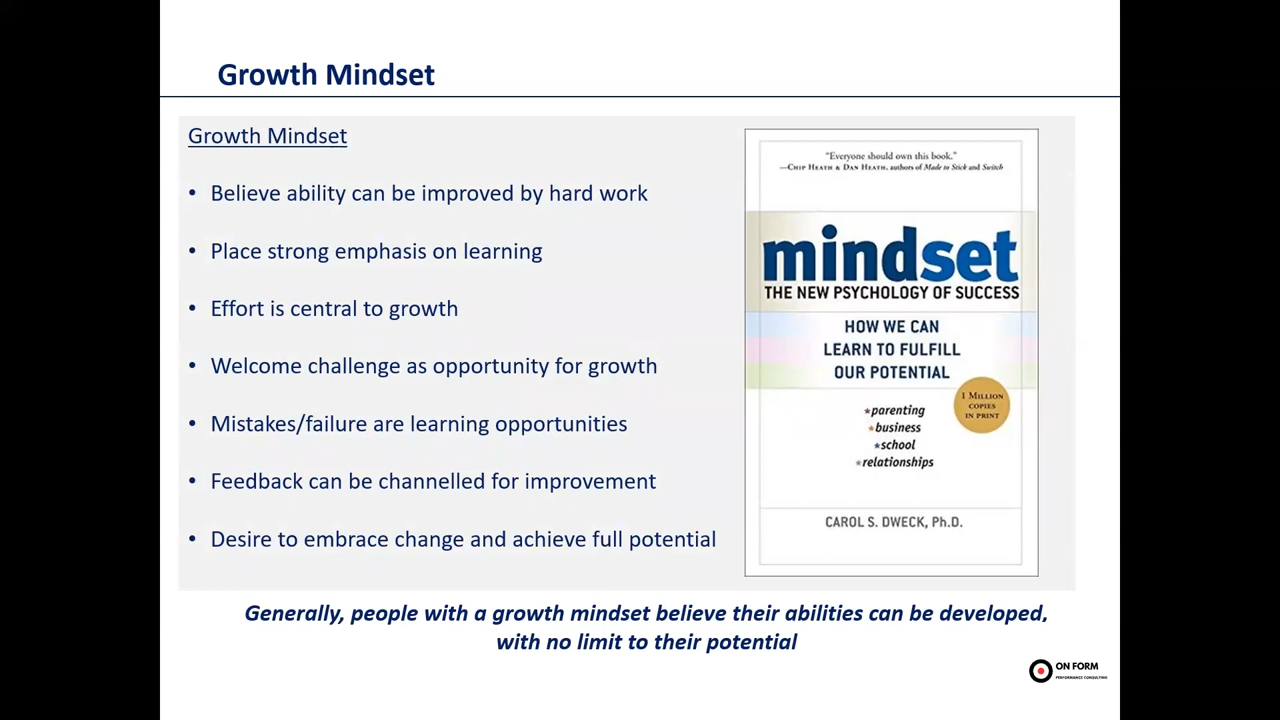 Growth Mindset
Growth Mindset
• Believe ability can be improved by hard work
• Place strong emphasis on learning
• Effort is central to growth
• Welcome challenge as opportunity for growth
• Mistakes/failure are learning opportunities
• Feedback can be channelled for improvement
• Desire to embrace change and achieve full potential
"Everyone should own this book."
—CHIP HEATH & DAN HEATH, authors of Made to Stick and Switch
mindset
THE NEW PSYCHOLOGY OF SUCCESS
HOW WE CAN
LEARN TO FULFILL
OUR POTENTIAL
1 MILLION
COPIES
IN PRINT
*parenting
*business
*school
*relationships
CAROL S. DWECK, Ph.D.
Generally, people with a growth mindset believe their abilities can be developed,
with no limit to their potential
ON FORM
PERFORMANCE CONSULTING